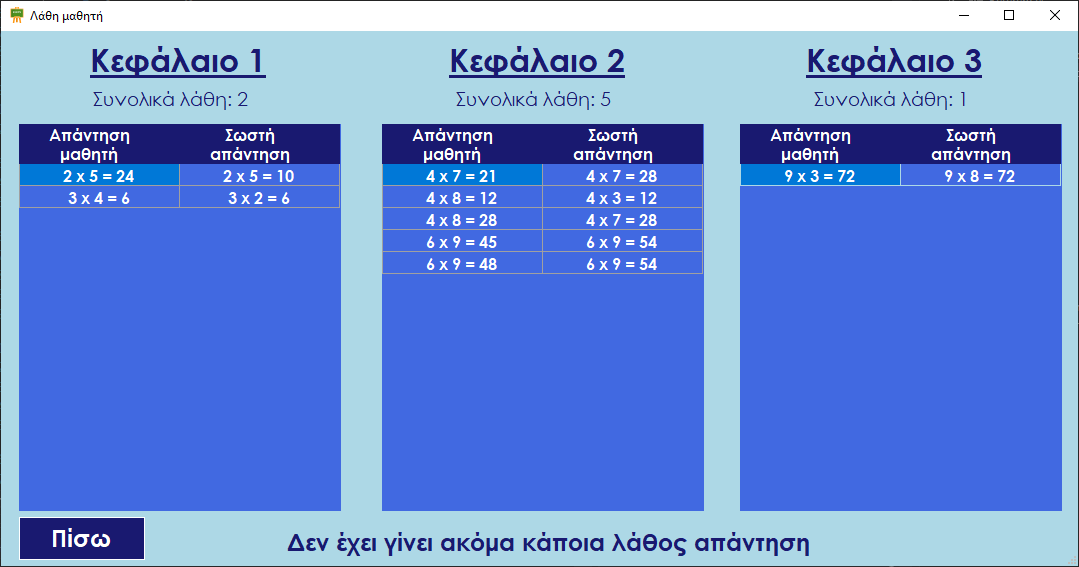 Λάθη μαθητή
Κεφάλαιο 1
Συνολικά λάθη: 2
Απάντηση μαθητή Σωστή απάντηση
2 x 5 = 24 2 x 5 = 10
3 x 4 = 6 3 x 2 = 6
Κεφάλαιο 2
Συνολικά λάθη: 5
Απάντηση μαθητή Σωστή απάντηση
4 x 7 = 21 4 x 7 = 28
4 x 8 = 12 4 x 3 = 12
4 x 8 = 28 4 x 7 = 28
6 x 9 = 45 6 x 9 = 54
6 x 9 = 48 6 x 9 = 54
Κεφάλαιο 3
Συνολικά λάθη: 1
Απάντηση μαθητή Σωστή απάντηση
9 x 3 = 72 9 x 8 = 72
Πίσω
Δεν έχει γίνει ακόμα κάποια λάθος απάντηση